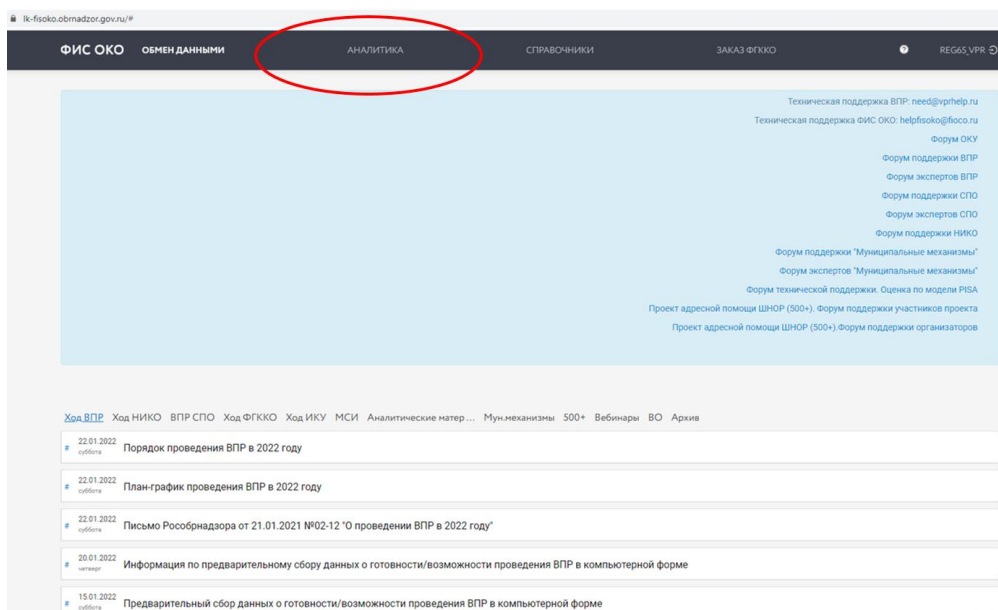 lk-fisoko.obrnadzor.gov.ru/#
ФИС ОКО ОБМЕН ДАННЫМИ АНАЛИТИКА СПРАВОЧНИКИ ЗАКАЗ ФГККО ? REG65_VPR
Техническая поддержка ВПР: need@vprhelp.ru
Техническая поддержка ФИС ОКО: helpfisoko@fioco.ru
Форум ОКУ
Форум поддержки ВПР
Форум экспертов ВПР
Форум поддержки СПО
Форум экспертов СПО
Форум поддержки НИКО
Форум поддержки "Муниципальные механизмы"
Форум экспертов "Муниципальные механизмы"
Форум технической поддержки. Оценка по модели PISA
Проект адресной помощи ШНОР (500+). Форум поддержки участников проекта
Проект адресной помощи ШНОР (500+).Форум поддержки организаторов
Ход ВПР Ход НИКО ВПР СПО Ход ФГККО Ход ИКУ МСИ Аналитические матер... Мун.механизмы 500+ Вебинары ВО Архив
# 22.01.2022 суббота Порядок проведения ВПР в 2022 году
# 22.01.2022 суббота План-график проведения ВПР в 2022 году
# 22.01.2022 суббота Письмо Рособрнадзора от 21.01.2021 №02-12 "О проведении ВПР в 2022 году"
# 20.01.2022 четверг Информация по предварительному сбору данных о готовности/возможности проведения ВПР в компьютерной форме
# 15.01.2022 суббота Предварительный сбор данных о готовности/возможности проведения ВПР в компьютерной форме